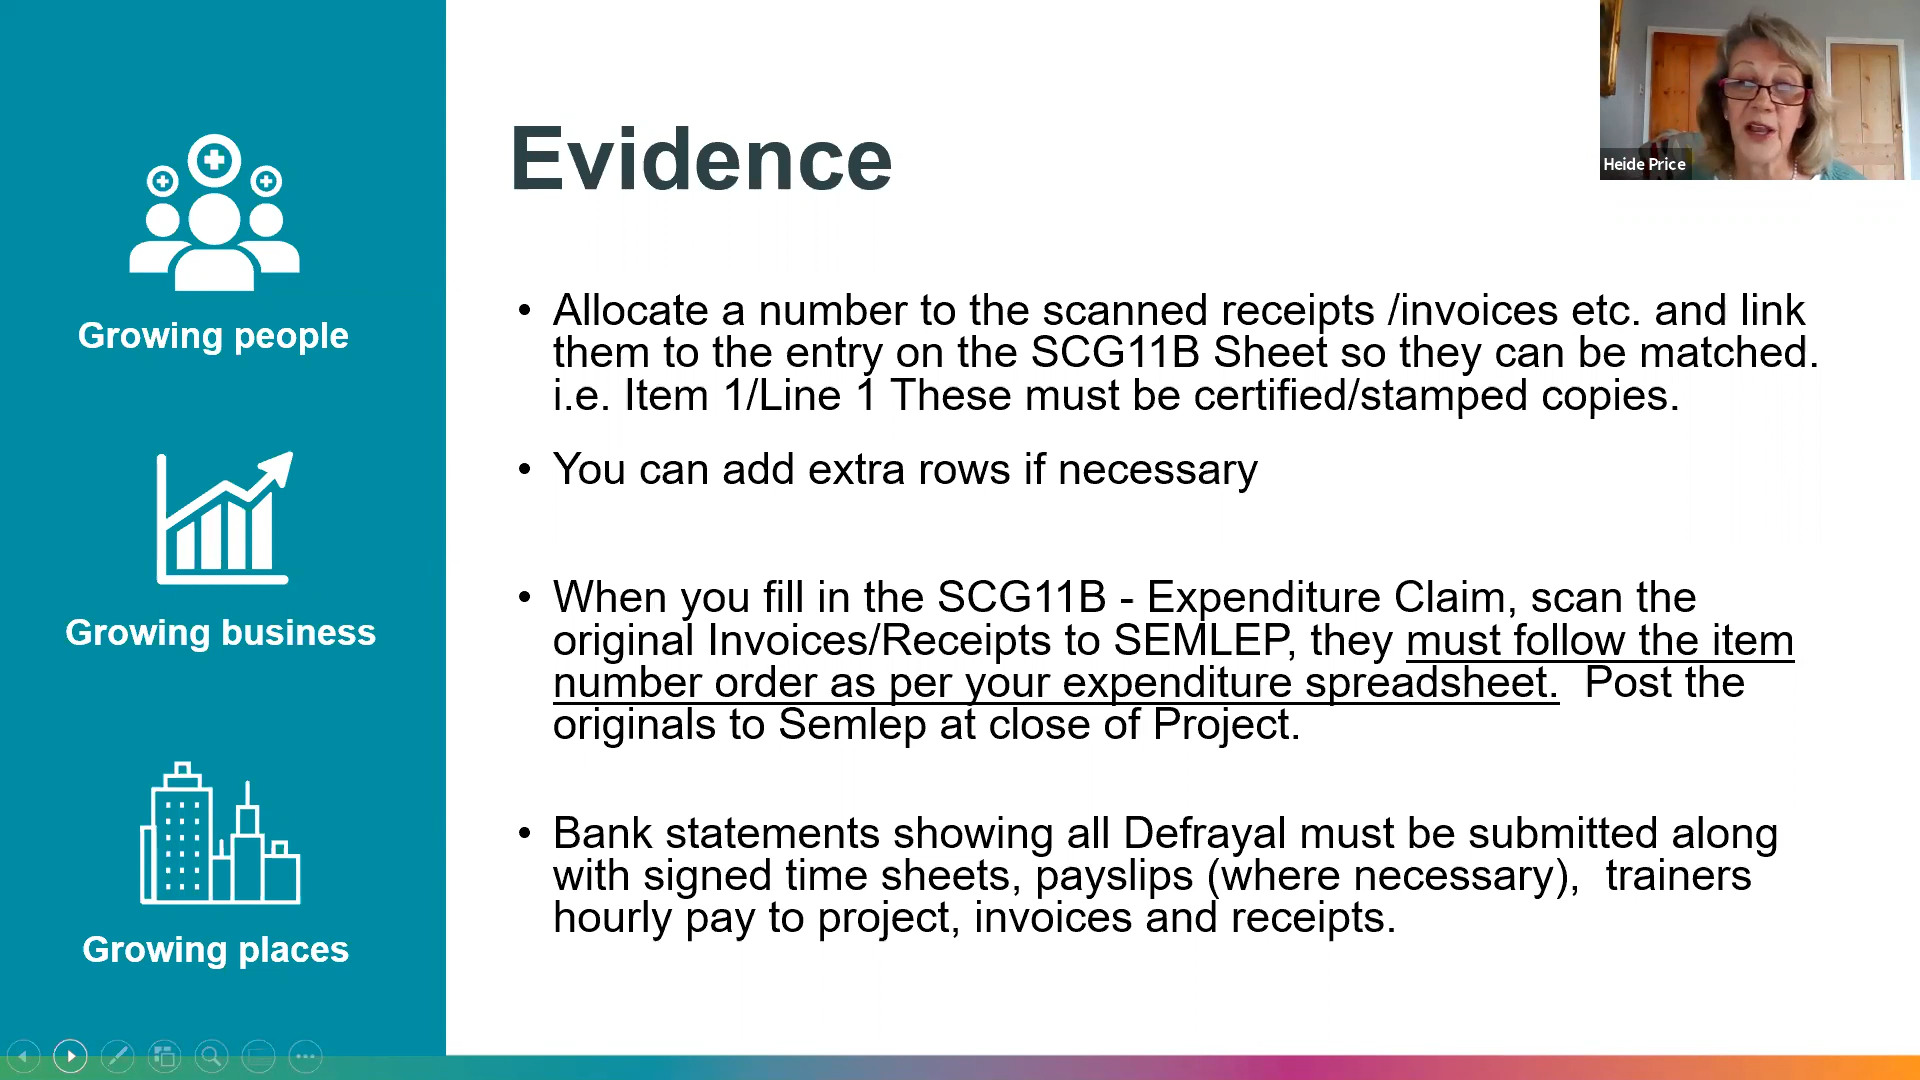 Growing people
Growing business
Growing places
Evidence
• Allocate a number to the scanned receipts /invoices etc. and link
them to the entry on the SCG11B Sheet so they can be matched.
i.e. Item 1/Line 1 These must be certified/stamped copies.
• You can add extra rows if necessary
• When you fill in the SCG11B - Expenditure Claim, scan the
original Invoices/Receipts to SEMLEP, they must follow the item
number order as per your expenditure spreadsheet.  Post the
originals to Semlep at close of Project.
• Bank statements showing all Defrayal must be submitted along
with signed time sheets, payslips (where necessary),  trainers
hourly pay to project, invoices and receipts.
Heide Price